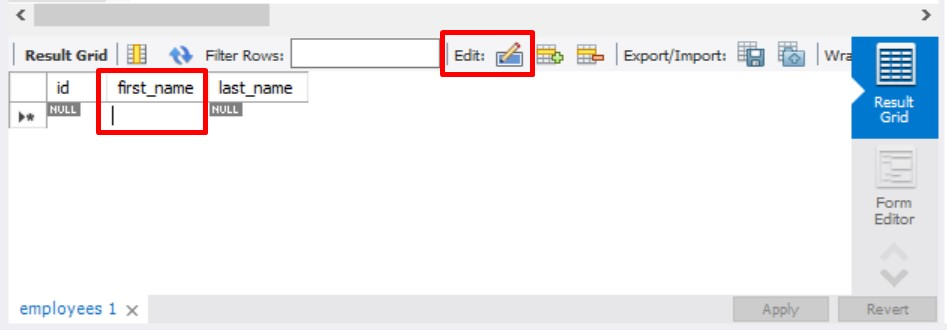 Result Grid Filter Rows: Edit: Export/Import: Wra
id first_name last_name
NULL NULL
Result
Grid
Form
Editor
employees 1 Apply Revert